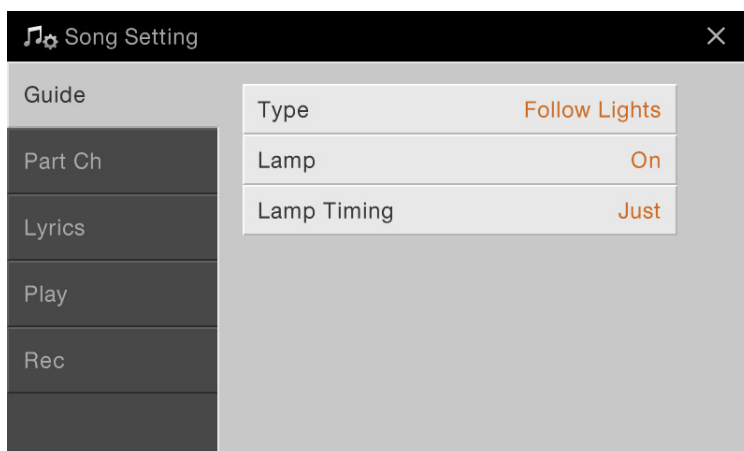 Song Setting
Guide
Type Follow Lights
Part Ch
Lamp On
Lyrics
Lamp Timing Just
Play
Rec